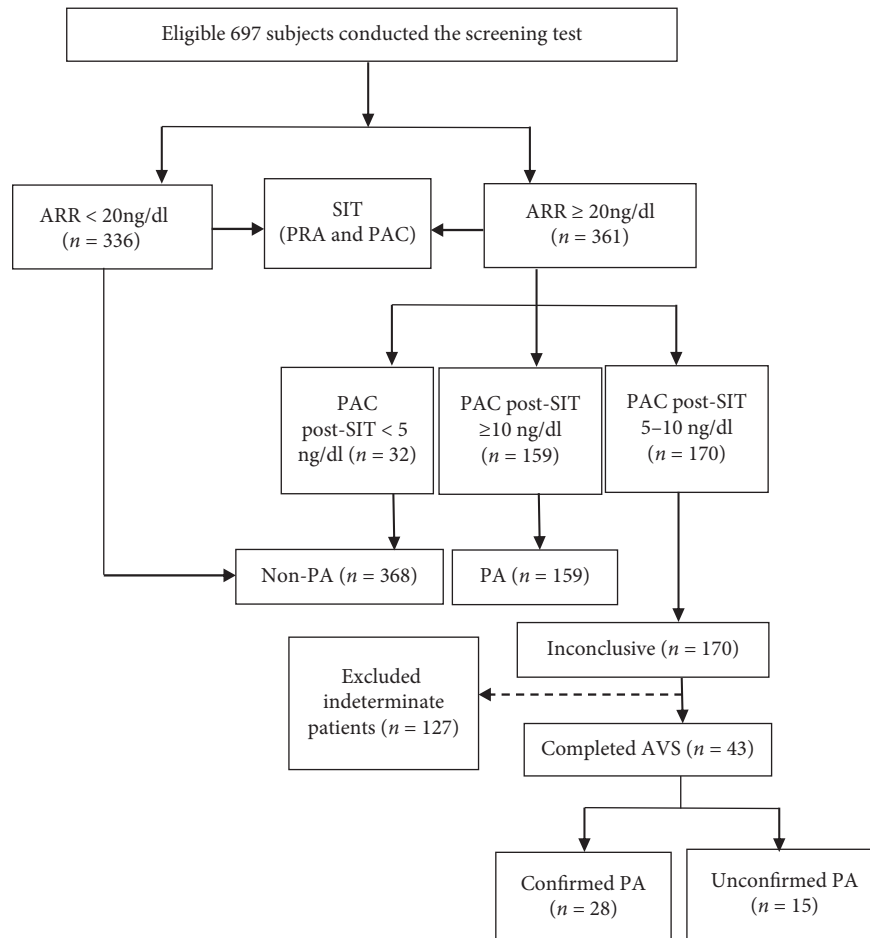 Eligible 697 subjects conducted the screening test
ARR < 20ng/dl
(n = 336)
SIT
(PRA and PAC)
ARR ≥ 20ng/dl
(n = 361)
PAC
post-SIT < 5
ng/dl (n = 32)
PAC post-SIT
≥10 ng/dl
(n = 159)
PAC post-SIT
5–10 ng/dl
(n = 170)
Non-PA (n = 368)
PA (n = 159)
Inconclusive (n = 170)
Excluded
indeterminate
patients (n = 127)
Completed AVS (n = 43)
Confirmed PA
(n = 28)
Unconfirmed PA
(n = 15)